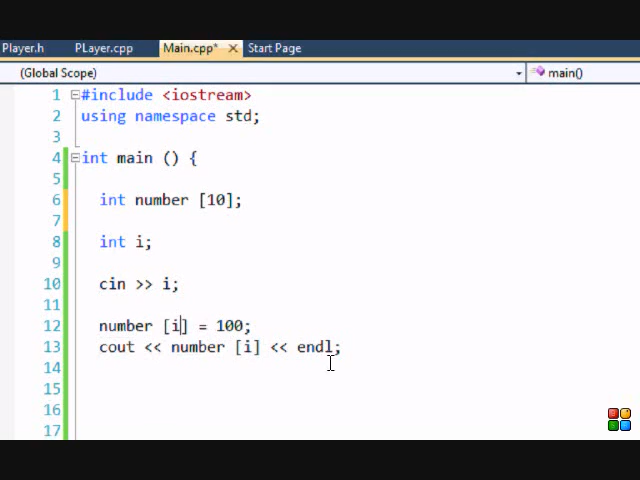 Player.h PLayer.cpp Main.cpp* Start Page
(Global Scope) main()
1 #include <iostream>
2 using namespace std;
3
4 int main () {
5
6 int number [10];
7
8 int i;
9
10 cin >> i;
11
12 number [i] = 100;
13 cout << number [i] << endl;
14
15
16
17